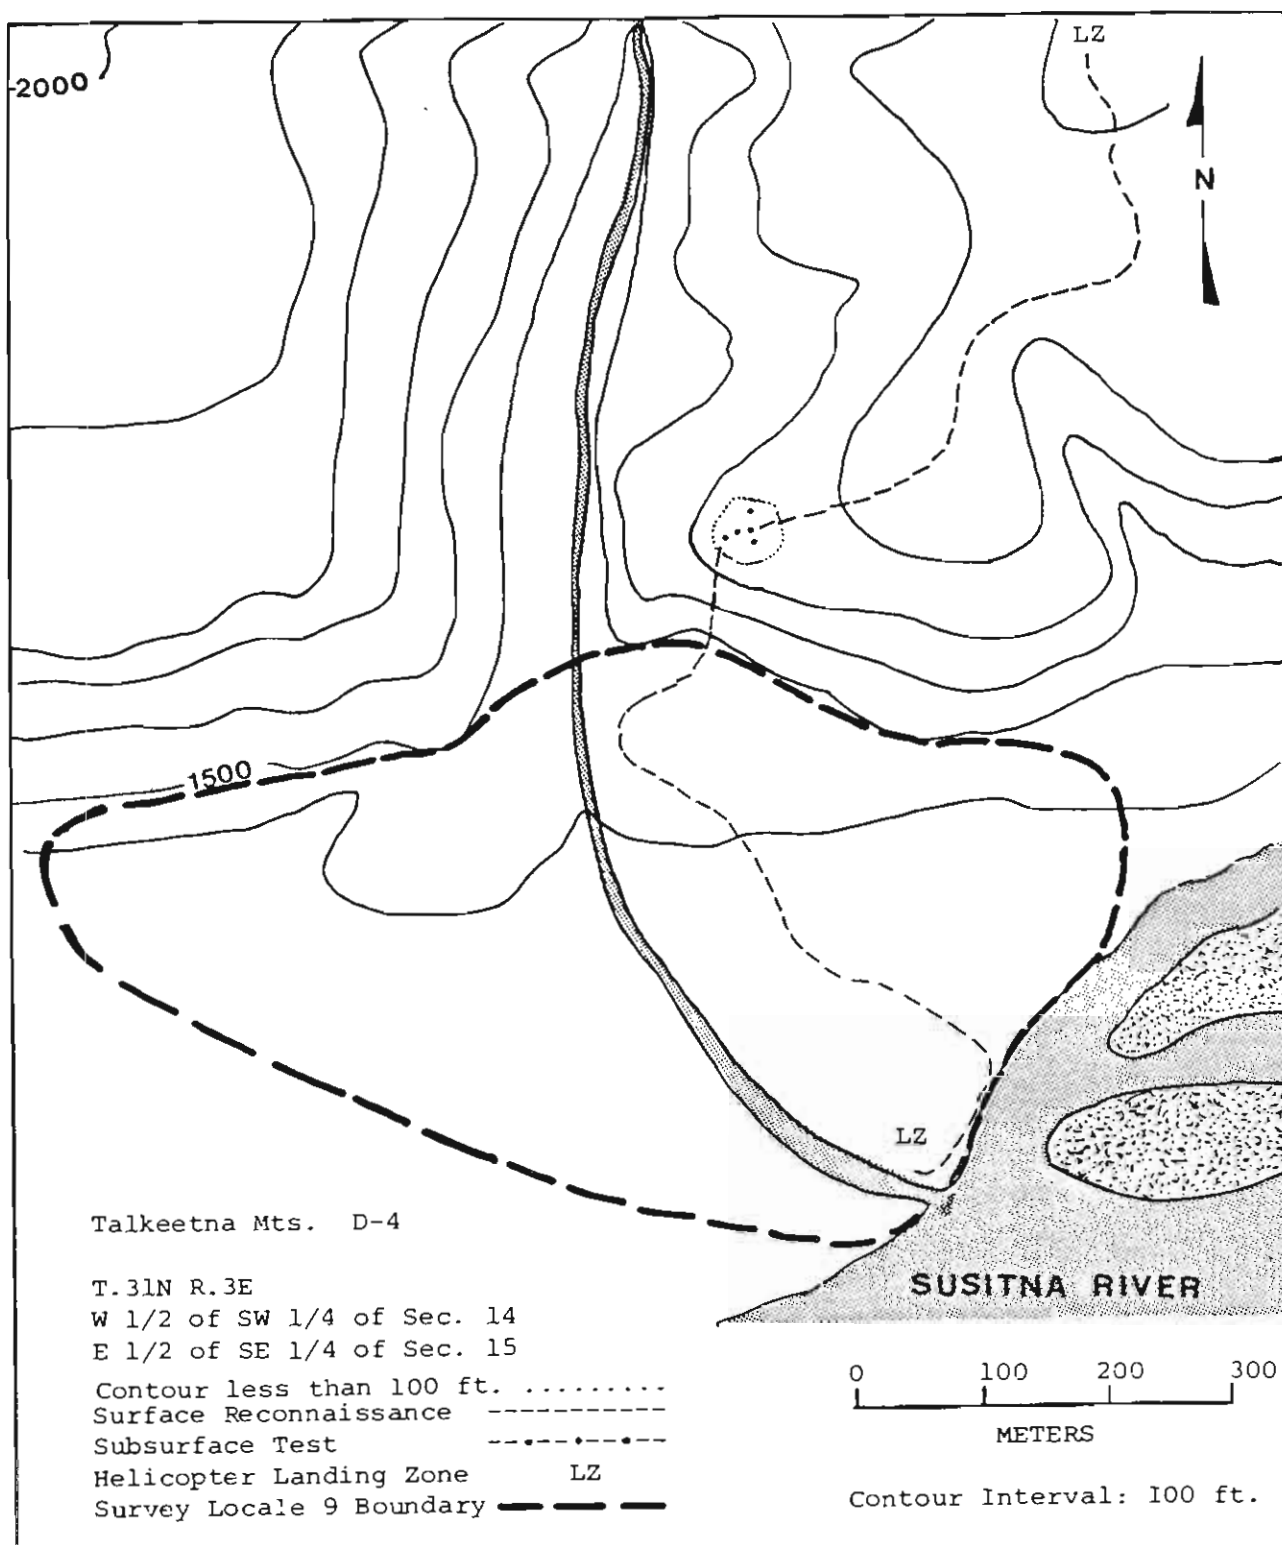 LZ
2000
N
1500
LZ
Talkeetna Mts. D-4
SUSITNA RIVER
T.31N R.3E
W 1/2 of SW 1/4 of Sec. 14
E 1/2 of SE 1/4 of Sec. 15
0 100 200 300
METERS
Contour less than 100 ft.
Surface Reconnaissance
Subsurface Test
Helicopter Landing Zone LZ
Survey Locale 9 Boundary
Contour Interval: 100 ft.